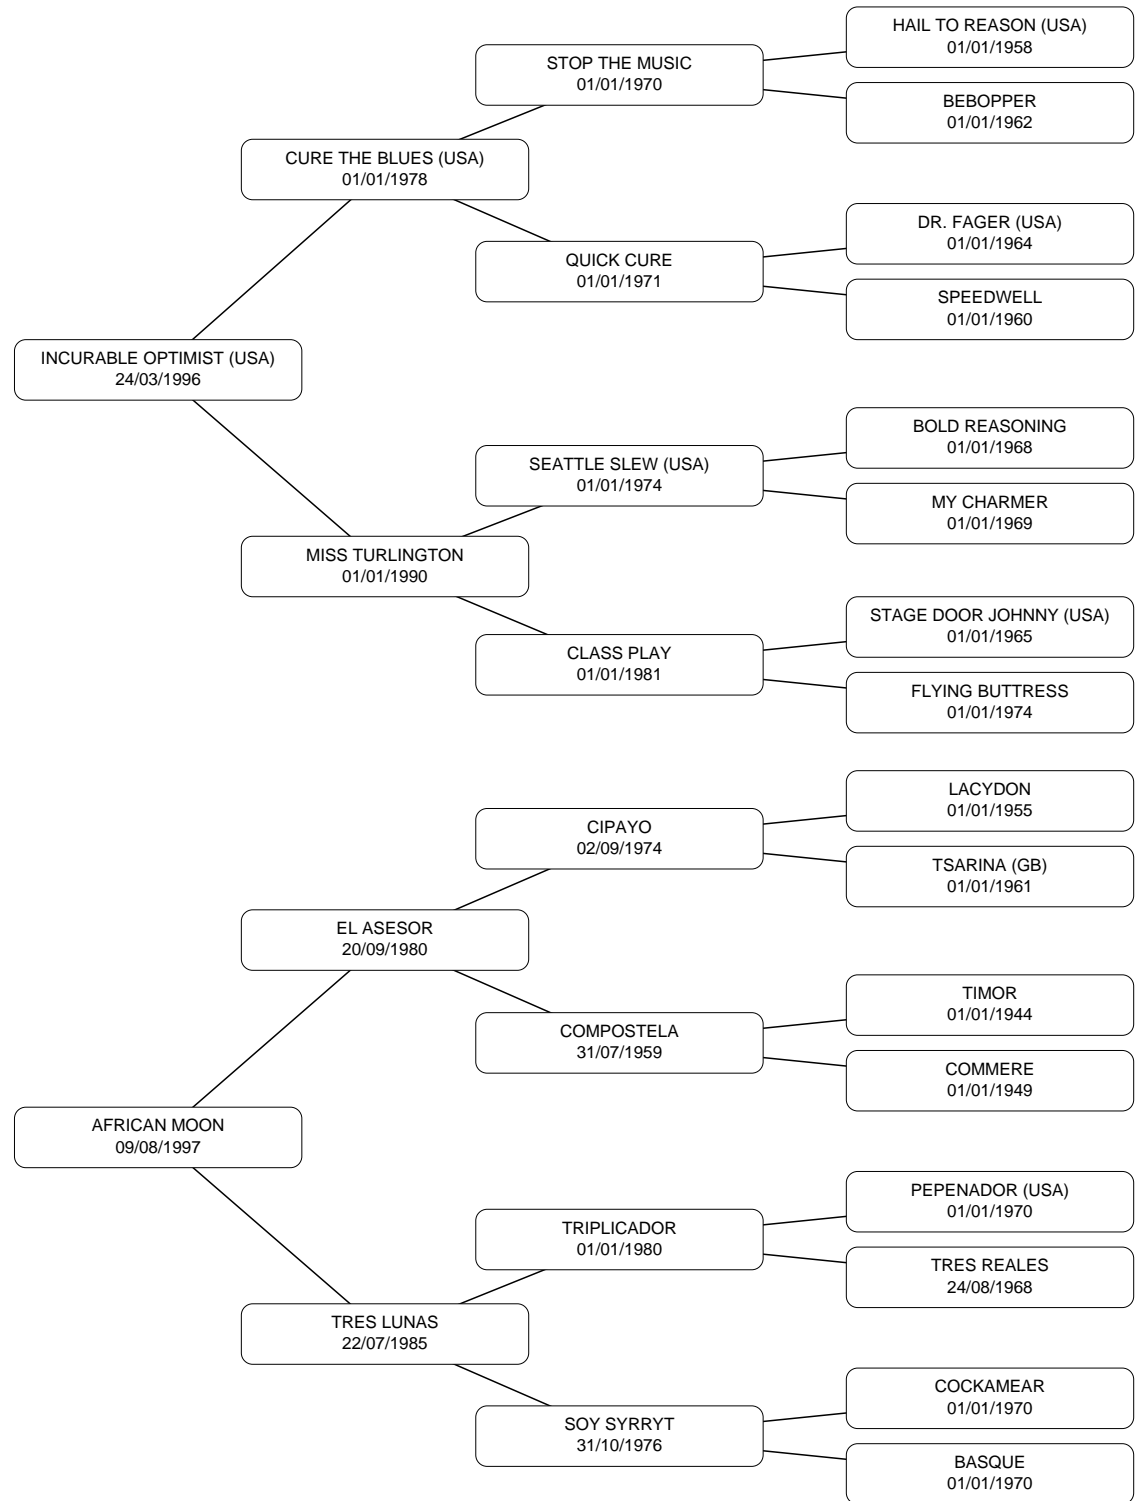 HAIL TO REASON (USA)
01/01/1958
STOP THE MUSIC
01/01/1970
BEBOPPER
01/01/1962
CURE THE BLUES (USA)
01/01/1978
DR. FAGER (USA)
01/01/1964
QUICK CURE
01/01/1971
SPEEDWELL
01/01/1960
INCURABLE OPTIMIST (USA)
24/03/1996
BOLD REASONING
01/01/1968
SEATTLE SLEW (USA)
01/01/1974
MY CHARMER
01/01/1969
MISS TURLINGTON
01/01/1990
STAGE DOOR JOHNNY (USA)
01/01/1965
CLASS PLAY
01/01/1981
FLYING BUTTRESS
01/01/1974
LACYDON
01/01/1955
CIPAYO
02/09/1974
TSARINA (GB)
01/01/1961
EL ASESOR
20/09/1980
TIMOR
01/01/1944
COMPOSTELA
31/07/1959
COMMERE
01/01/1949
AFRICAN MOON
09/08/1997
PEPENADOR (USA)
01/01/1970
TRIPLICADOR
01/01/1980
TRES REALES
24/08/1968
TRES LUNAS
22/07/1985
COCKAMEAR
01/01/1970
SOY SYRRYT
31/10/1976
BASQUE
01/01/1970